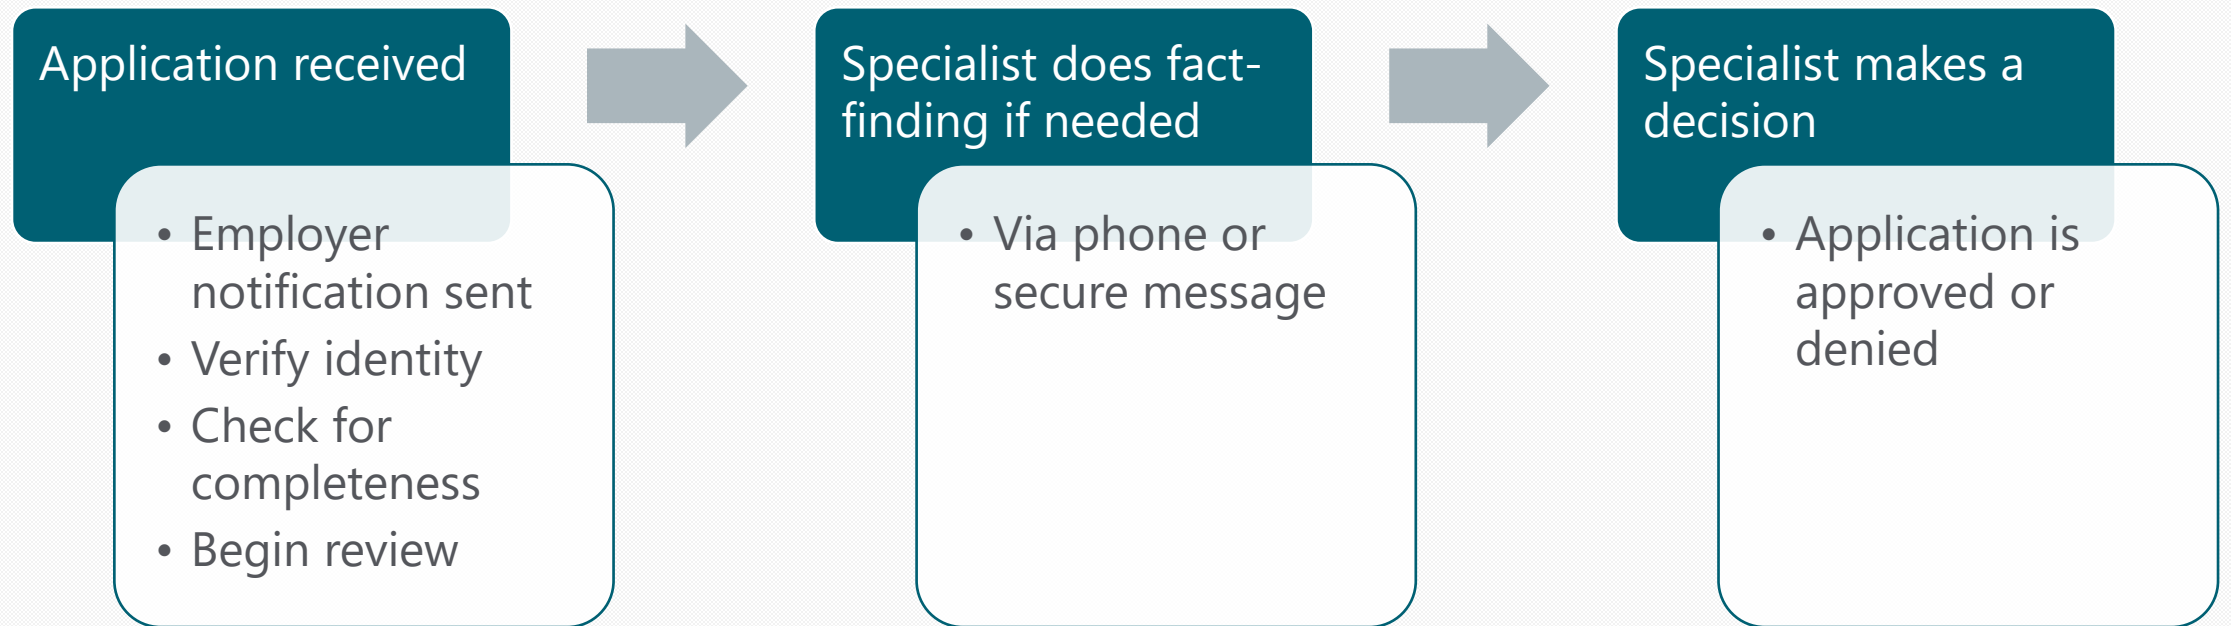 Application received
• Employer
notification sent
• Verify identity
• Check for
completeness
• Begin review
Specialist does fact-
finding if needed
• Via phone or
secure message
Specialist makes a
decision
• Application is
approved or
denied